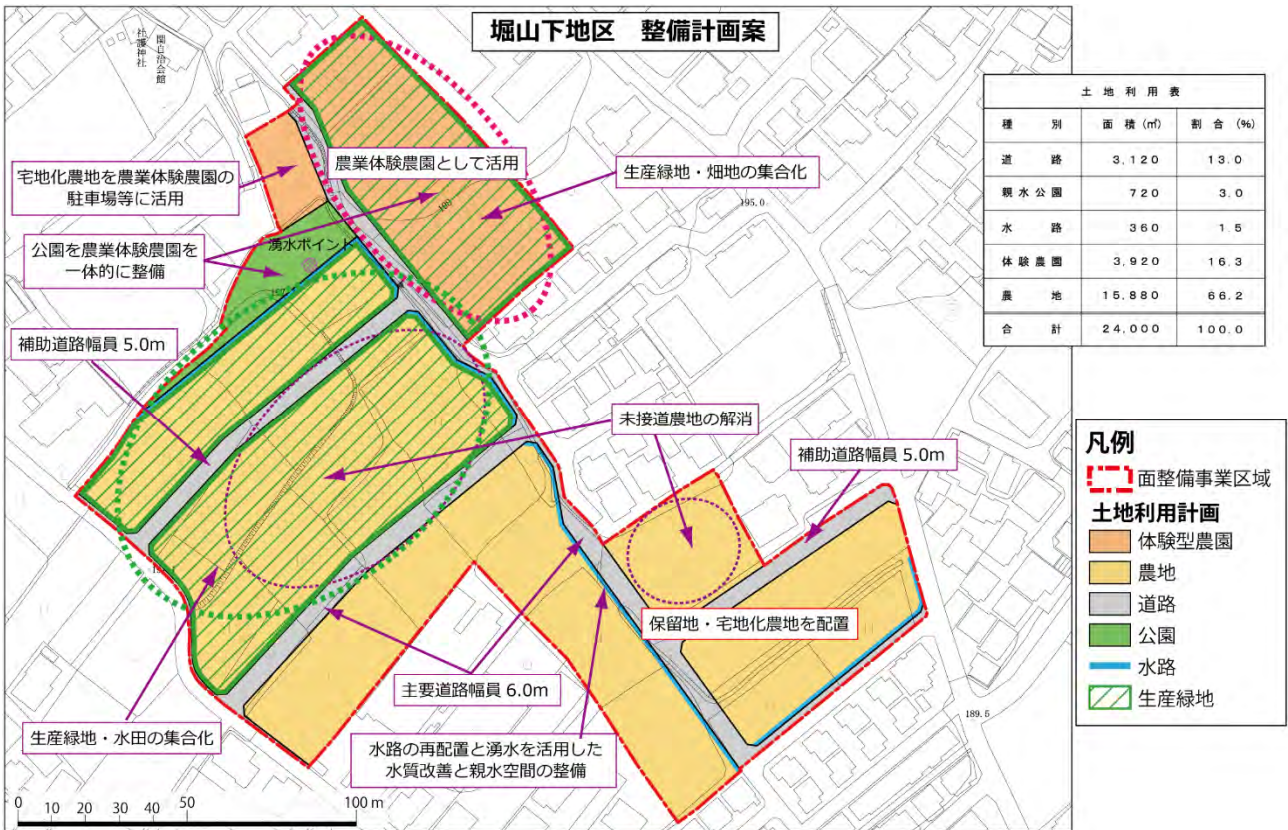 堀山下地区　整備計画案
関自治会館
社護神社
土地利用表
種別 面積(㎡) 割合(%)
道路 3,120 13.0
親水公園 720 3.0
水路 360 1.5
体験農園 3,920 16.3
農地 15.880 66.2
合計 24.000 100.0
宅地化農地を農業体験農園の
駐車場等に活用
農業体験農園として活用
生産緑地・畑地の集合化
195.0
公園を農業体験農園を
一体的に整備
湧水ポイント
補助道路幅員 5.0m
未接道農地の解消
補助道路幅員 5.0m
保留地・宅地化農地を配置
主要道路幅員 6.0m
生産緑地・水田の集合化
水路の再配置と湧水を活用した
水質改善と親水空間の整備
189.5
凡例
面整備事業区域
土地利用計画
体験型農園
農地
道路
公園
水路
生産緑地
0 10 20 30 40 50 100 m